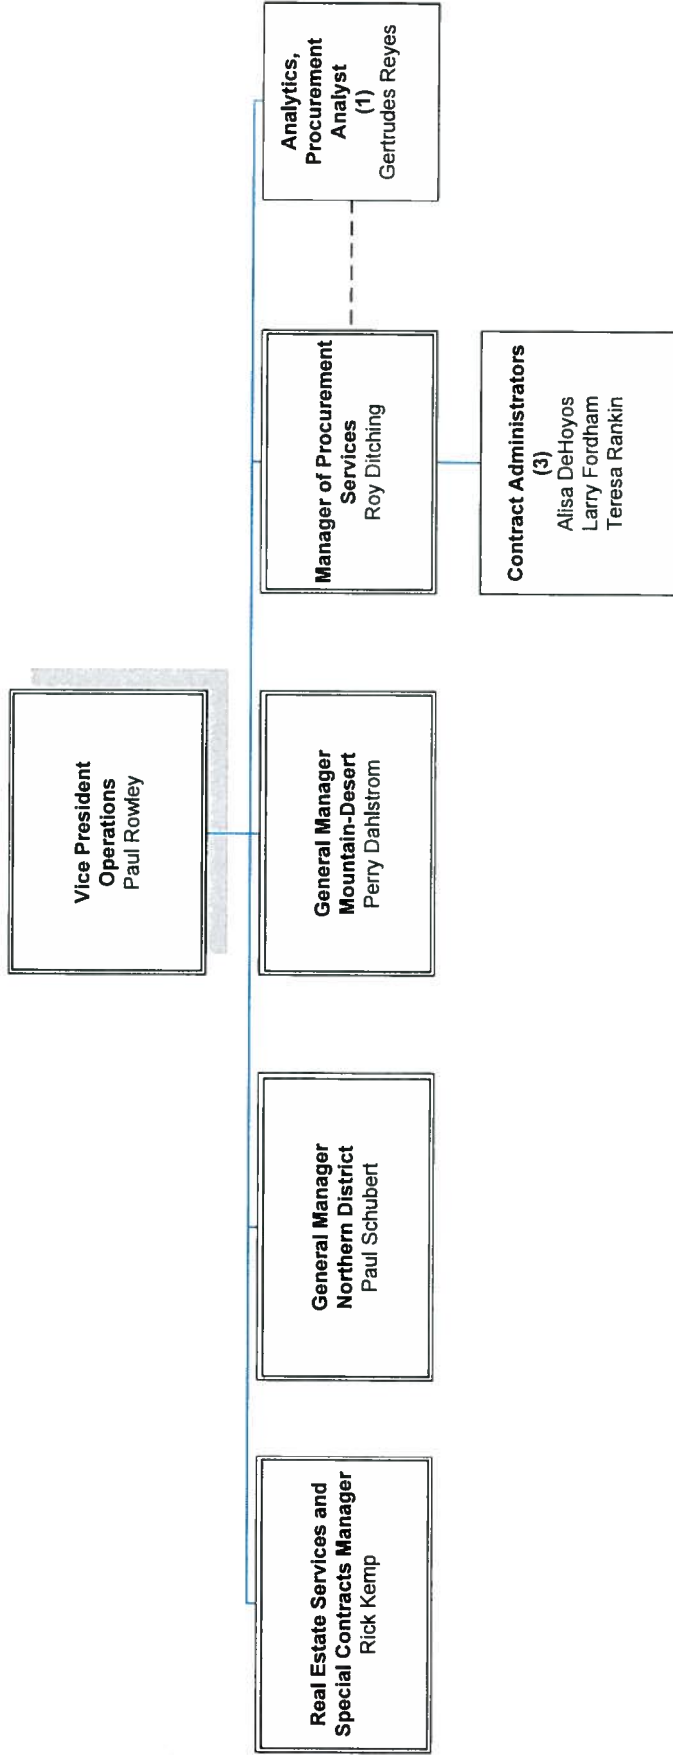 Vice President
Operations
Paul Rowley
Real Estate Services and
Special Contracts Manager
Rick Kemp
General Manager
Northern District
Paul Schubert
General Manager
Mountain-Desert
Perry Dahlstrom
Manager of Procurement
Services
Roy Ditching
Analytics,
Procurement
Analyst
(1)
Gertrudes Reyes
Contract Administrators
(3)
Alisa DeHoyos
Larry Fordham
Teresa Rankin